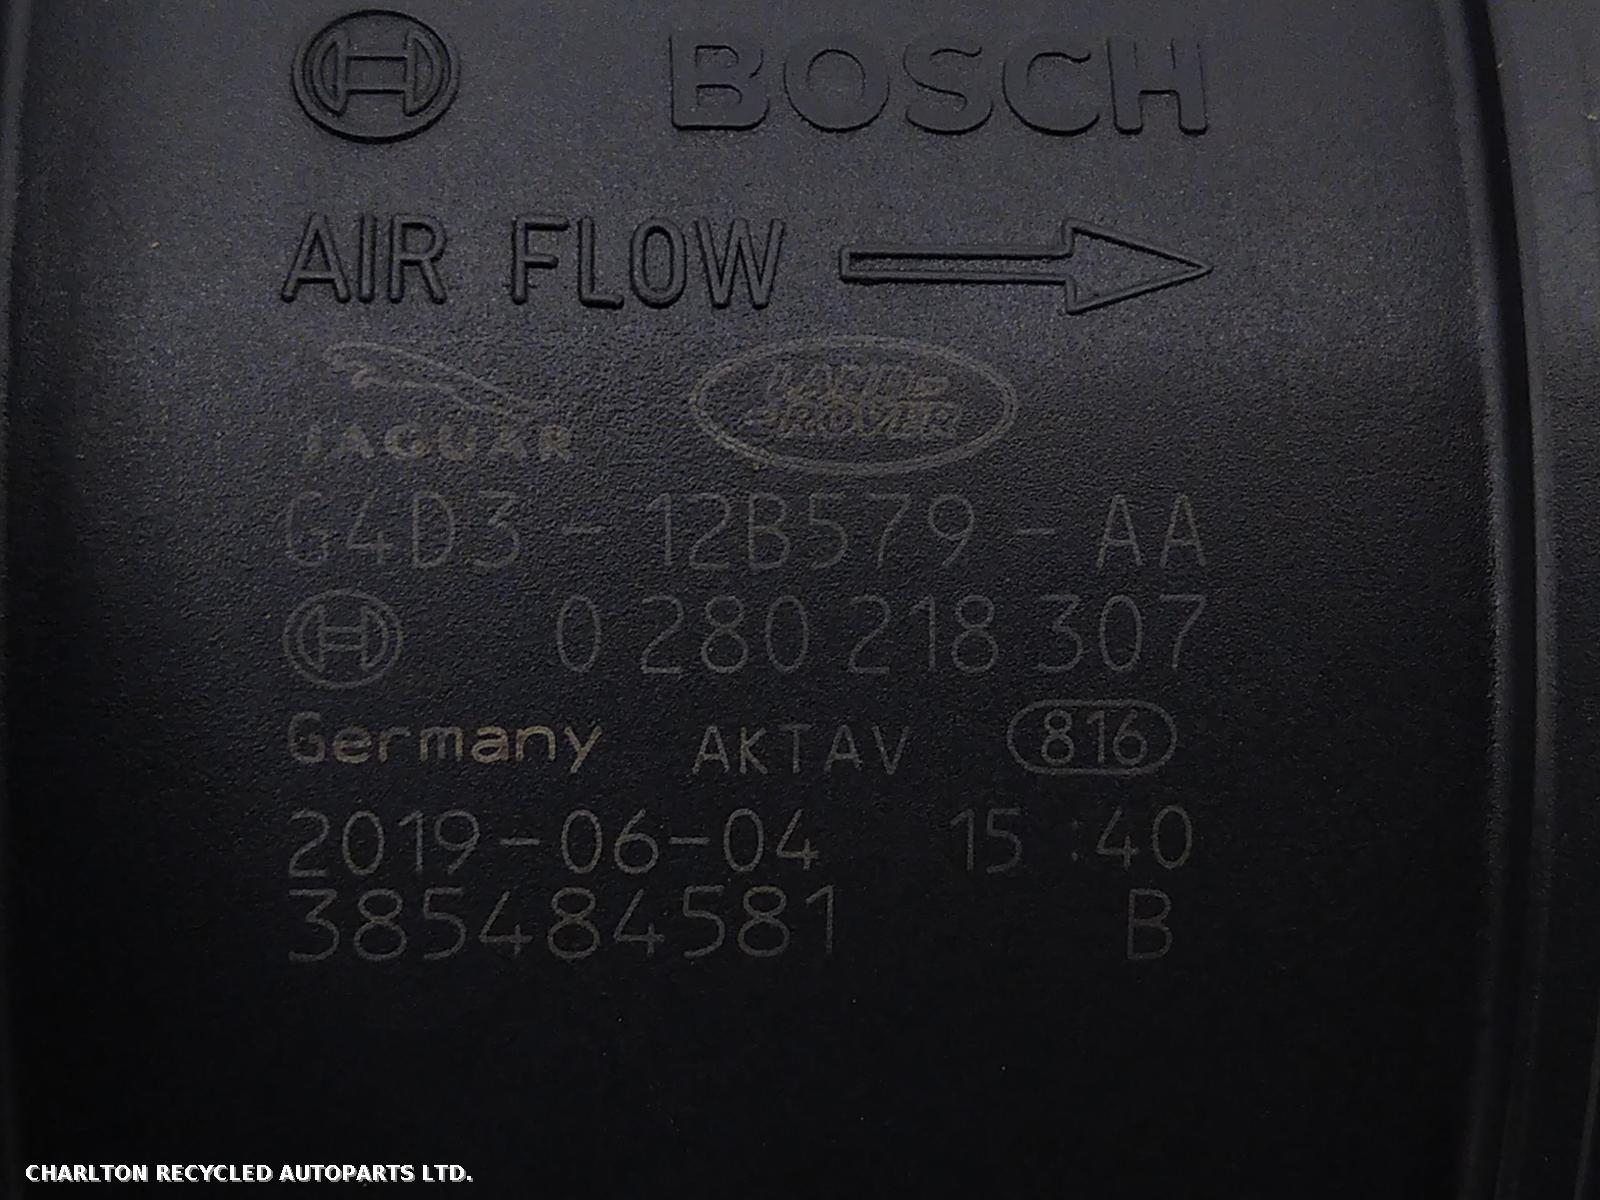 BOSCH
AIR FLOW
JAGUAR LAND ROVER
G4D3-12B579-AA
0 280 218 307
Germany AKTAV 816
2019-06-04 15:40
385484581 B
CHARLTON RECYCLED AUTOPARTS LTD.